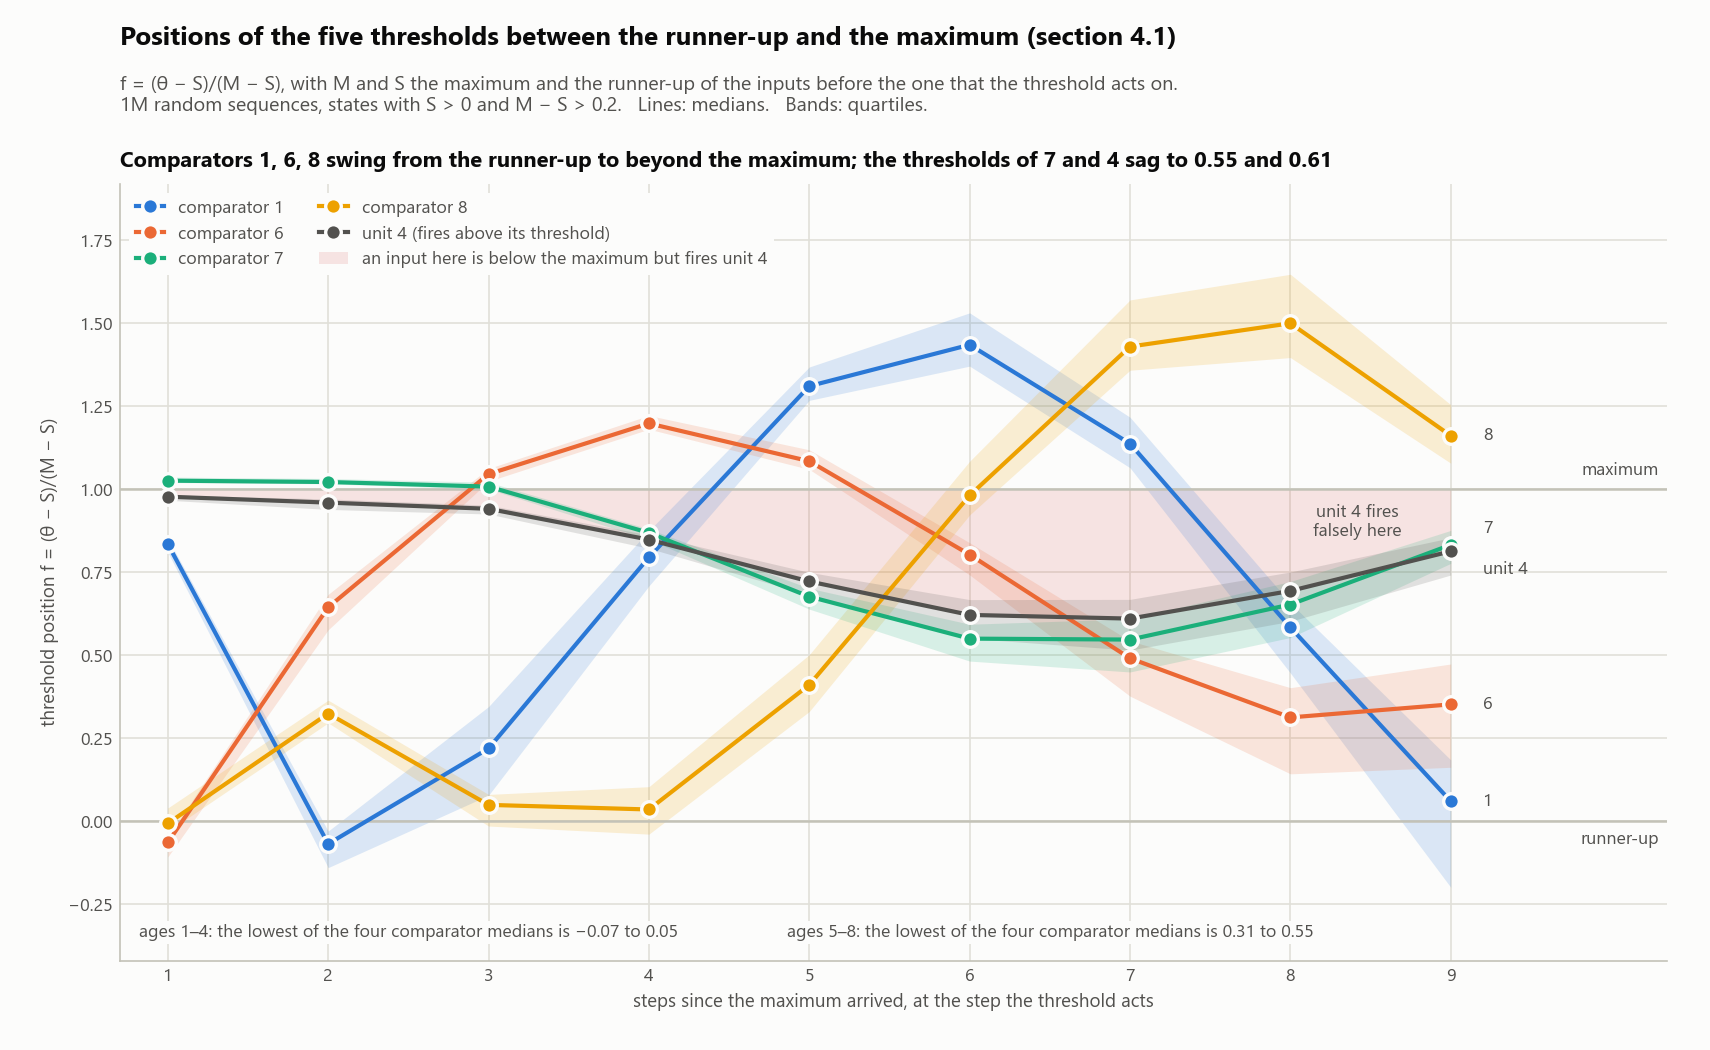 Positions of the five thresholds between the runner-up and the maximum (section 4.1)
f = (θ − S)/(M − S), with M and S the maximum and the runner-up of the inputs before the one that the threshold acts on.
1M random sequences, states with S > 0 and M − S > 0.2.   Lines: medians.   Bands: quartiles.
Comparators 1, 6, 8 swing from the runner-up to beyond the maximum; the thresholds of 7 and 4 sag to 0.55 and 0.61
comparator 1
comparator 6
comparator 7
comparator 8
unit 4 (fires above its threshold)
an input here is below the maximum but fires unit 4
threshold position f = (θ − S)/(M − S)
1.75
1.50
1.25
1.00
0.75
0.50
0.25
0.00
−0.25
8
maximum
unit 4 fires
falsely here
7
unit 4
6
1
runner-up
ages 1–4: the lowest of the four comparator medians is −0.07 to 0.05
ages 5–8: the lowest of the four comparator medians is 0.31 to 0.55
1 2 3 4 5 6 7 8 9
steps since the maximum arrived, at the step the threshold acts